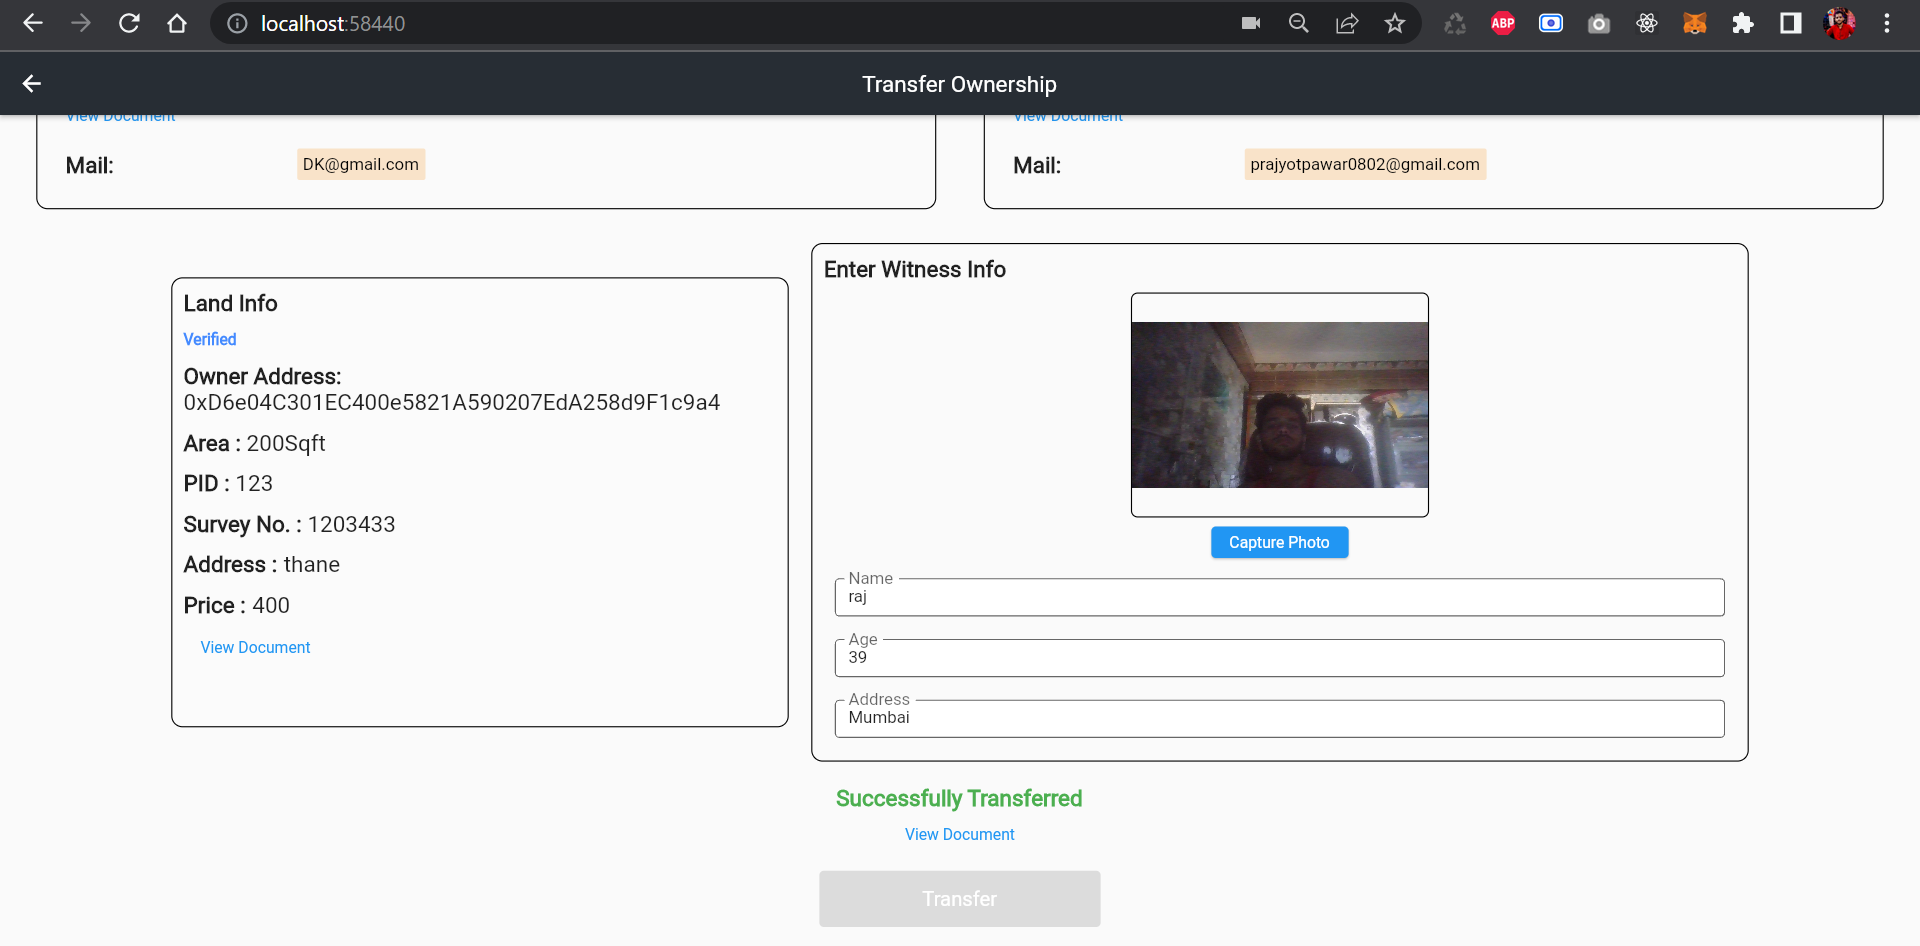 localhost:58440
ABP
Transfer Ownership
View Document
View Document
Mail: DK@gmail.com
Mail: prajyotpawar0802@gmail.com
Land Info
Verified
Owner Address:
0xD6e04C301EC400e5821A590207EdA258d9F1c9a4
Area : 200Sqft
PID : 123
Survey No. : 1203433
Address : thane
Price : 400
View Document
Enter Witness Info
Capture Photo
Name
raj
Age
39
Address
Mumbai
Successfully Transferred
View Document
Transfer